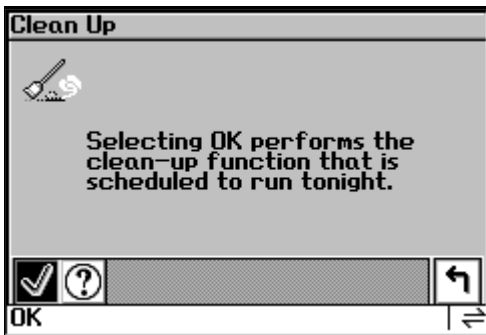 Clean Up
Selecting OK performs the
clean-up function that is
scheduled to run tonight.
?
OK